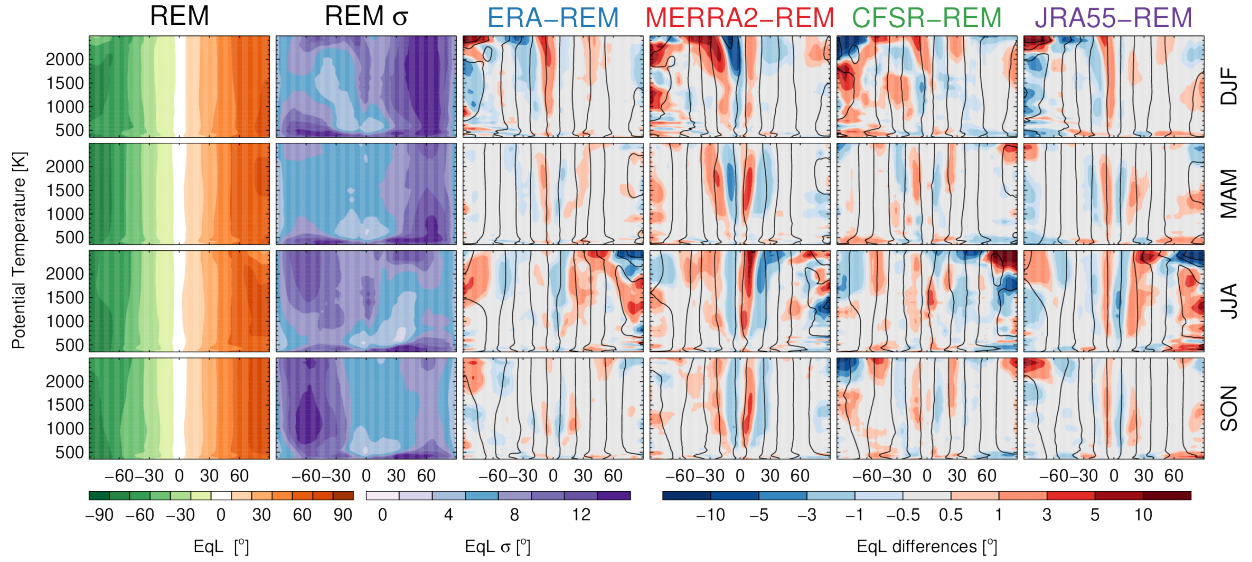 REM REM σ ERA−REM MERRA2−REM CFSR−REM JRA55−REM
Potential Temperature [K]
2000
1500
1000
500
DJF
2000
1500
1000
500
MAM
2000
1500
1000
500
JJA
2000
1500
1000
500
SON
−60 −30 0 30 60 −60 −30 0 30 60 −60 −30 0 30 60 −60 −30 0 30 60 −60 −30 0 30 60 −60 −30 0 30 60
−90 −60 −30 0 30 60 90 0 4 8 12 −10 −5 −3 −1 −0.5 0.5 1 3 5 10
EqL [º] EqL σ [º] EqL differences [º]